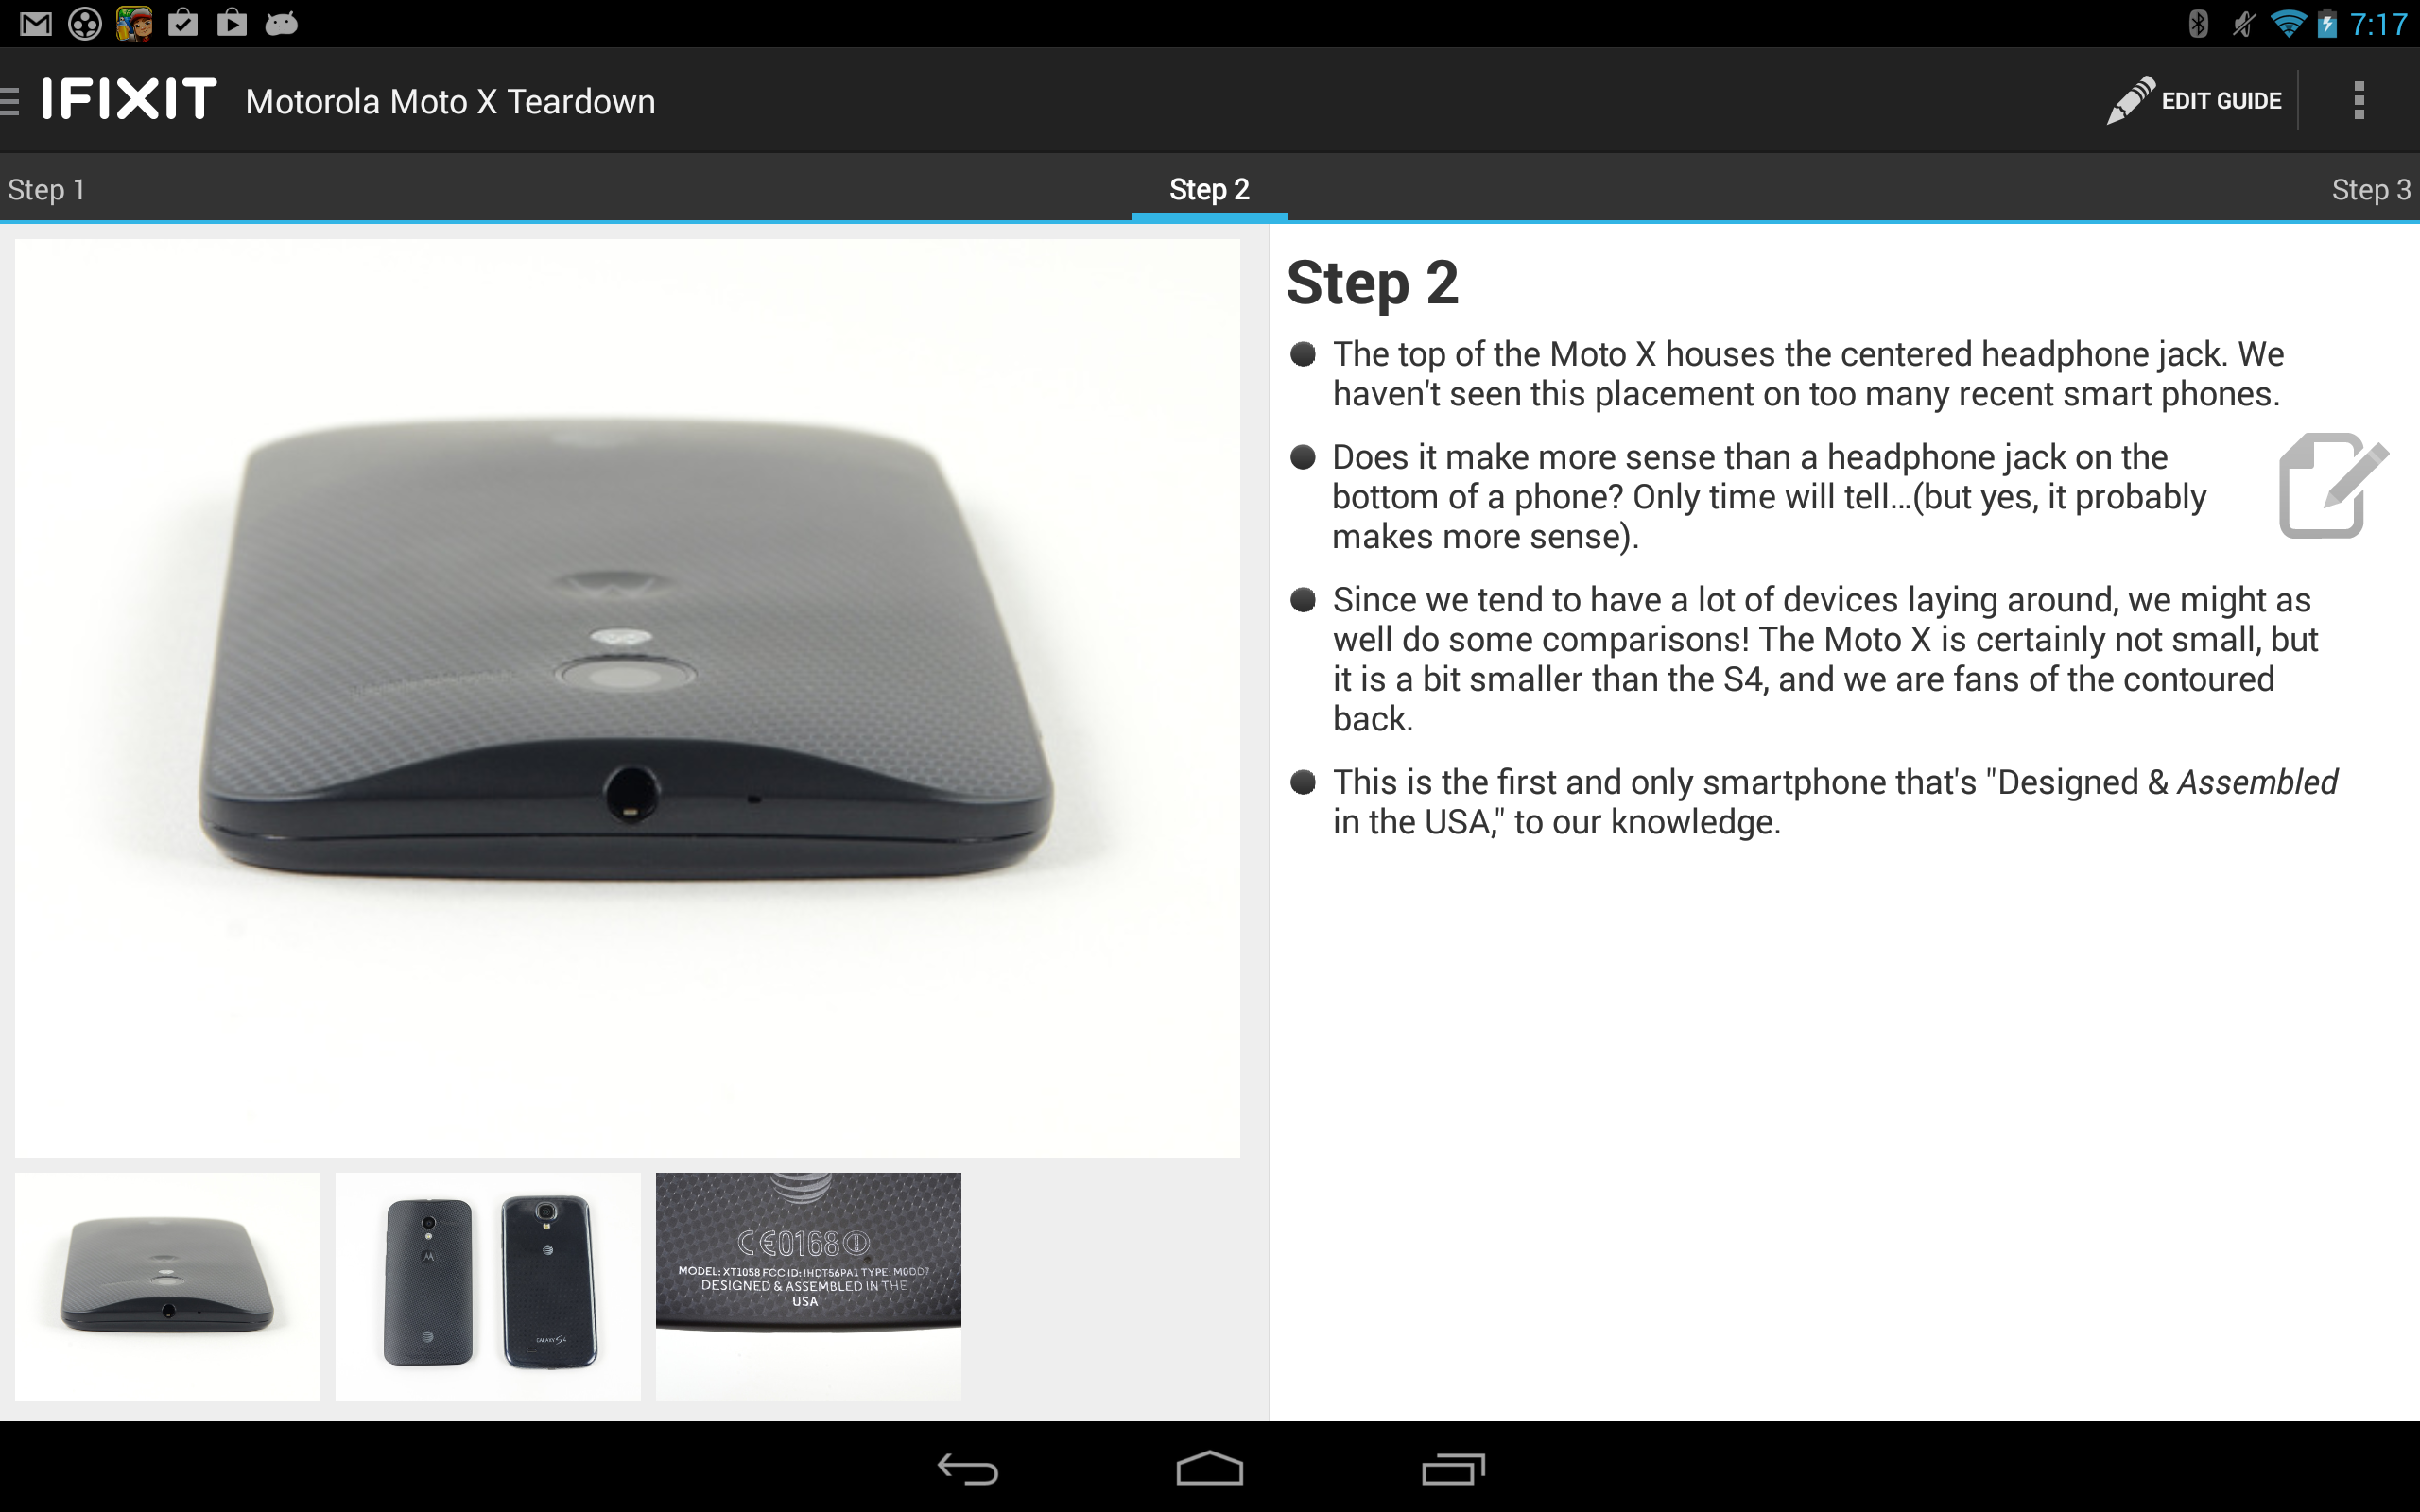 7:17
IFIXIT Motorola Moto X Teardown
EDIT GUIDE
Step 1
Step 2
Step 3
Step 2
The top of the Moto X houses the centered headphone jack. We
haven't seen this placement on too many recent smart phones.
Does it make more sense than a headphone jack on the
bottom of a phone? Only time will tell...(but yes, it probably
makes more sense).
Since we tend to have a lot of devices laying around, we might as
well do some comparisons! The Moto X is certainly not small, but
it is a bit smaller than the S4, and we are fans of the contoured
back.
This is the first and only smartphone that's "Designed & Assembled
in the USA," to our knowledge.
GALAXY S4
CE0168
MODEL: XT1058 FCC ID: IHDT56PA1 TYPE: M0DD7
DESIGNED & ASSEMBLED IN THE
USA